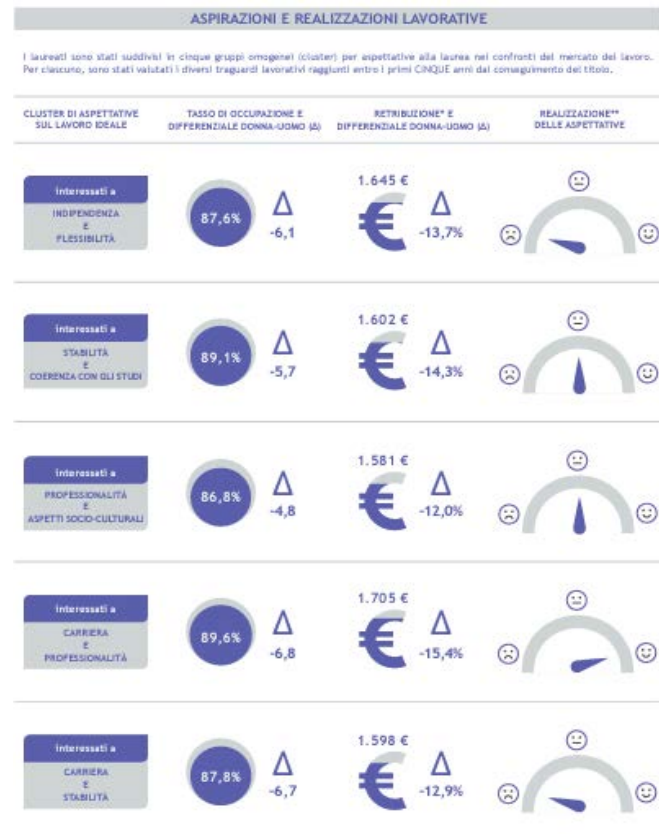 ASPIRAZIONI E REALIZZAZIONI LAVORATIVE
I laureati sono stati suddivisi in cinque gruppi omogenei (cluster) per aspettative alla laurea nei confronti del mercato del lavoro.
Per ciascuno, sono stati valutati i diversi traguardi lavorativi raggiunti entro i primi CINQUE anni dal conseguimento del titolo.
CLUSTER DI ASPETTATIVE
SUL LAVORO IDEALE
TASSO DI OCCUPAZIONE E
DIFFERENZIALE DONNA-UOMO (Δ)
RETRIBUZIONE* E
DIFFERENZIALE DONNA-UOMO (Δ)
REALIZZAZIONE**
DELLE ASPETTATIVE
interessati a
INDIPENDENZA
E
FLESSIBILITÀ
87,6%
Δ
-6,1
1.645 €
€
Δ
-13,7%
interessati a
STABILITÀ
E
COERENZA CON GLI STUDI
89,1%
Δ
-5,7
1.602 €
€
Δ
-14,3%
interessati a
PROFESSIONALITÀ
E
ASPETTI SOCIO-CULTURALI
86,8%
Δ
-4,8
1.581 €
€
Δ
-12,0%
interessati a
CARRIERA
E
PROFESSIONALITÀ
89,6%
Δ
-6,8
1.705 €
€
Δ
-15,4%
interessati a
CARRIERA
E
STABILITÀ
87,8%
Δ
-6,7
1.598 €
€
Δ
-12,9%